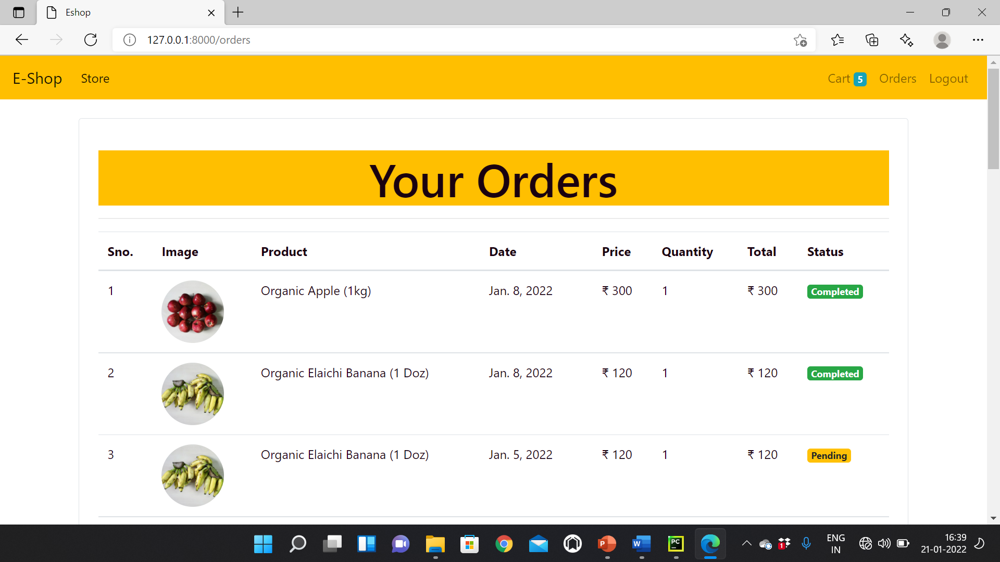 Eshop
127.0.0.1:8000/orders
E-Shop Store Cart 5 Orders Logout
Your Orders
Sno. Image Product Date Price Quantity Total Status
1 Organic Apple (1kg) Jan. 8, 2022 ₹ 300 1 ₹ 300 Completed
2 Organic Elaichi Banana (1 Doz) Jan. 8, 2022 ₹ 120 1 ₹ 120 Completed
3 Organic Elaichi Banana (1 Doz) Jan. 5, 2022 ₹ 120 1 ₹ 120 Pending
P W PC 1
ENG
IN
16:39
21-01-2022